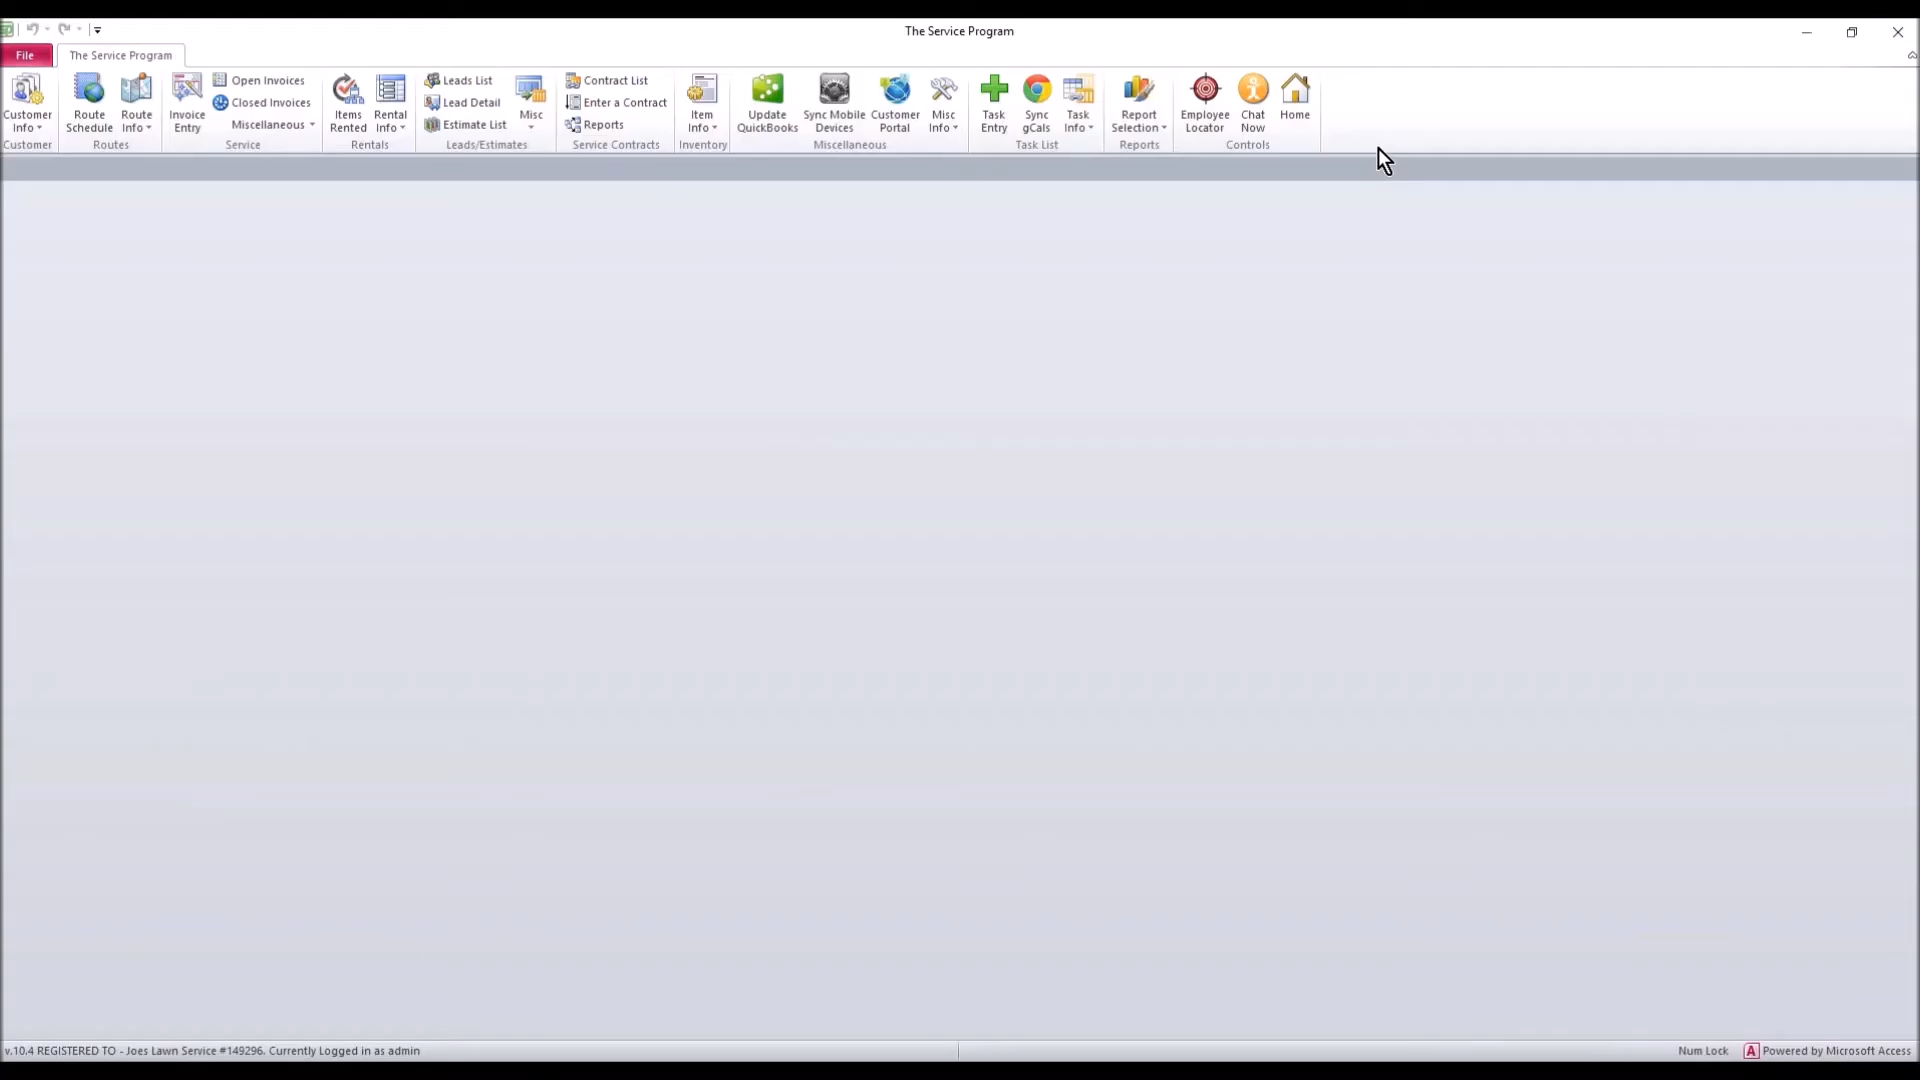 The Service Program
File
The Service Program
Customer Info
Customer
Route Schedule
Route Info
Routes
Invoice Entry
Open Invoices
Closed Invoices
Miscellaneous
Service
Items Rented
Rental Info
Rentals
Leads List
Lead Detail
Estimate List
Misc
Leads/Estimates
Contract List
Enter a Contract
Reports
Service Contracts
Item Info
Inventory
Update QuickBooks
Sync Mobile Devices
Customer Portal
Misc Info
Miscellaneous
Task Entry
Sync gCals
Task Info
Task List
Report Selection
Reports
Employee Locator
Chat Now
Home
Controls
v.10.4 REGISTERED TO - Joes Lawn Service #149296. Currently Logged in as admin
Num Lock
A
Powered by Microsoft Access